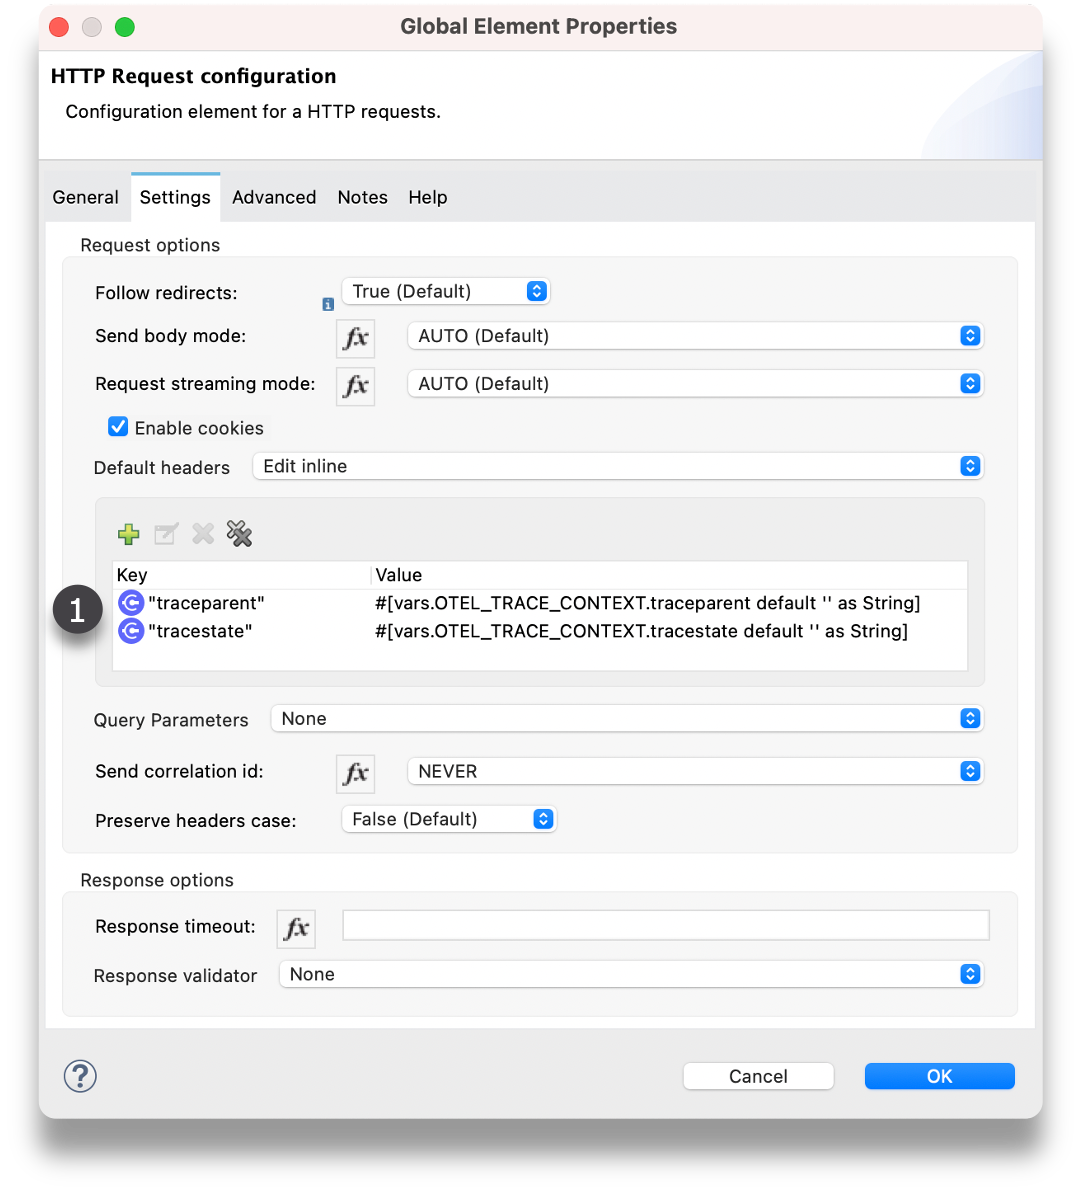 Global Element Properties
HTTP Request configuration
Configuration element for a HTTP requests.
General Settings Advanced Notes Help
Request options
Follow redirects: True (Default)
Send body mode: fx AUTO (Default)
Request streaming mode: fx AUTO (Default)
Enable cookies
Default headers Edit inline
Key Value
1 "traceparent" #[vars.OTEL_TRACE_CONTEXT.traceparent default '' as String]
"tracestate" #[vars.OTEL_TRACE_CONTEXT.tracestate default '' as String]
Query Parameters None
Send correlation id: fx NEVER
Preserve headers case: False (Default)
Response options
Response timeout: fx
Response validator None
? Cancel OK